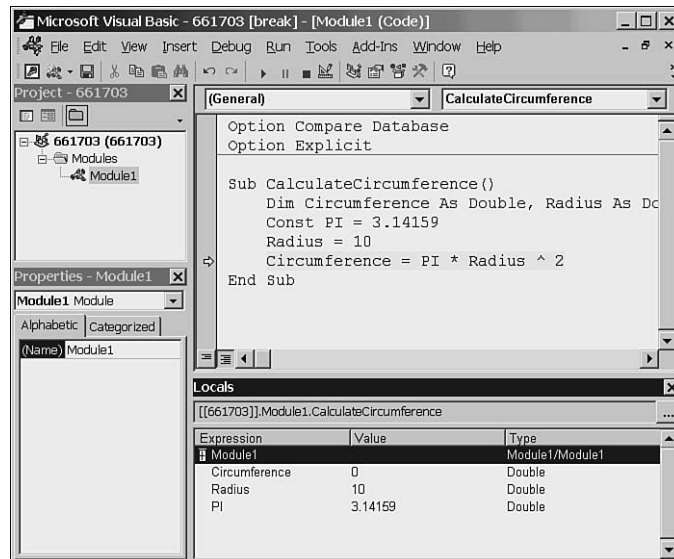 Microsoft Visual Basic - 661703 [break] - [Module1 (Code)]
File Edit View Insert Debug Run Tools Add-Ins Window Help
Project - 661703
661703 (661703)
Modules
Module1
Properties - Module1
Module1 Module
Alphabetic Categorized
(Name) Module1
(General) CalculateCircumference
Option Compare Database
Option Explicit
Sub CalculateCircumference()
Dim Circumference As Double, Radius As Do
Const PI = 3.14159
Radius = 10
Circumference = PI * Radius ^ 2
End Sub
Locals
[[661703]].Module1.CalculateCircumference ...
Expression Value Type
Module1 Module1/Module1
Circumference 0 Double
Radius 10 Double
PI 3.14159 Double